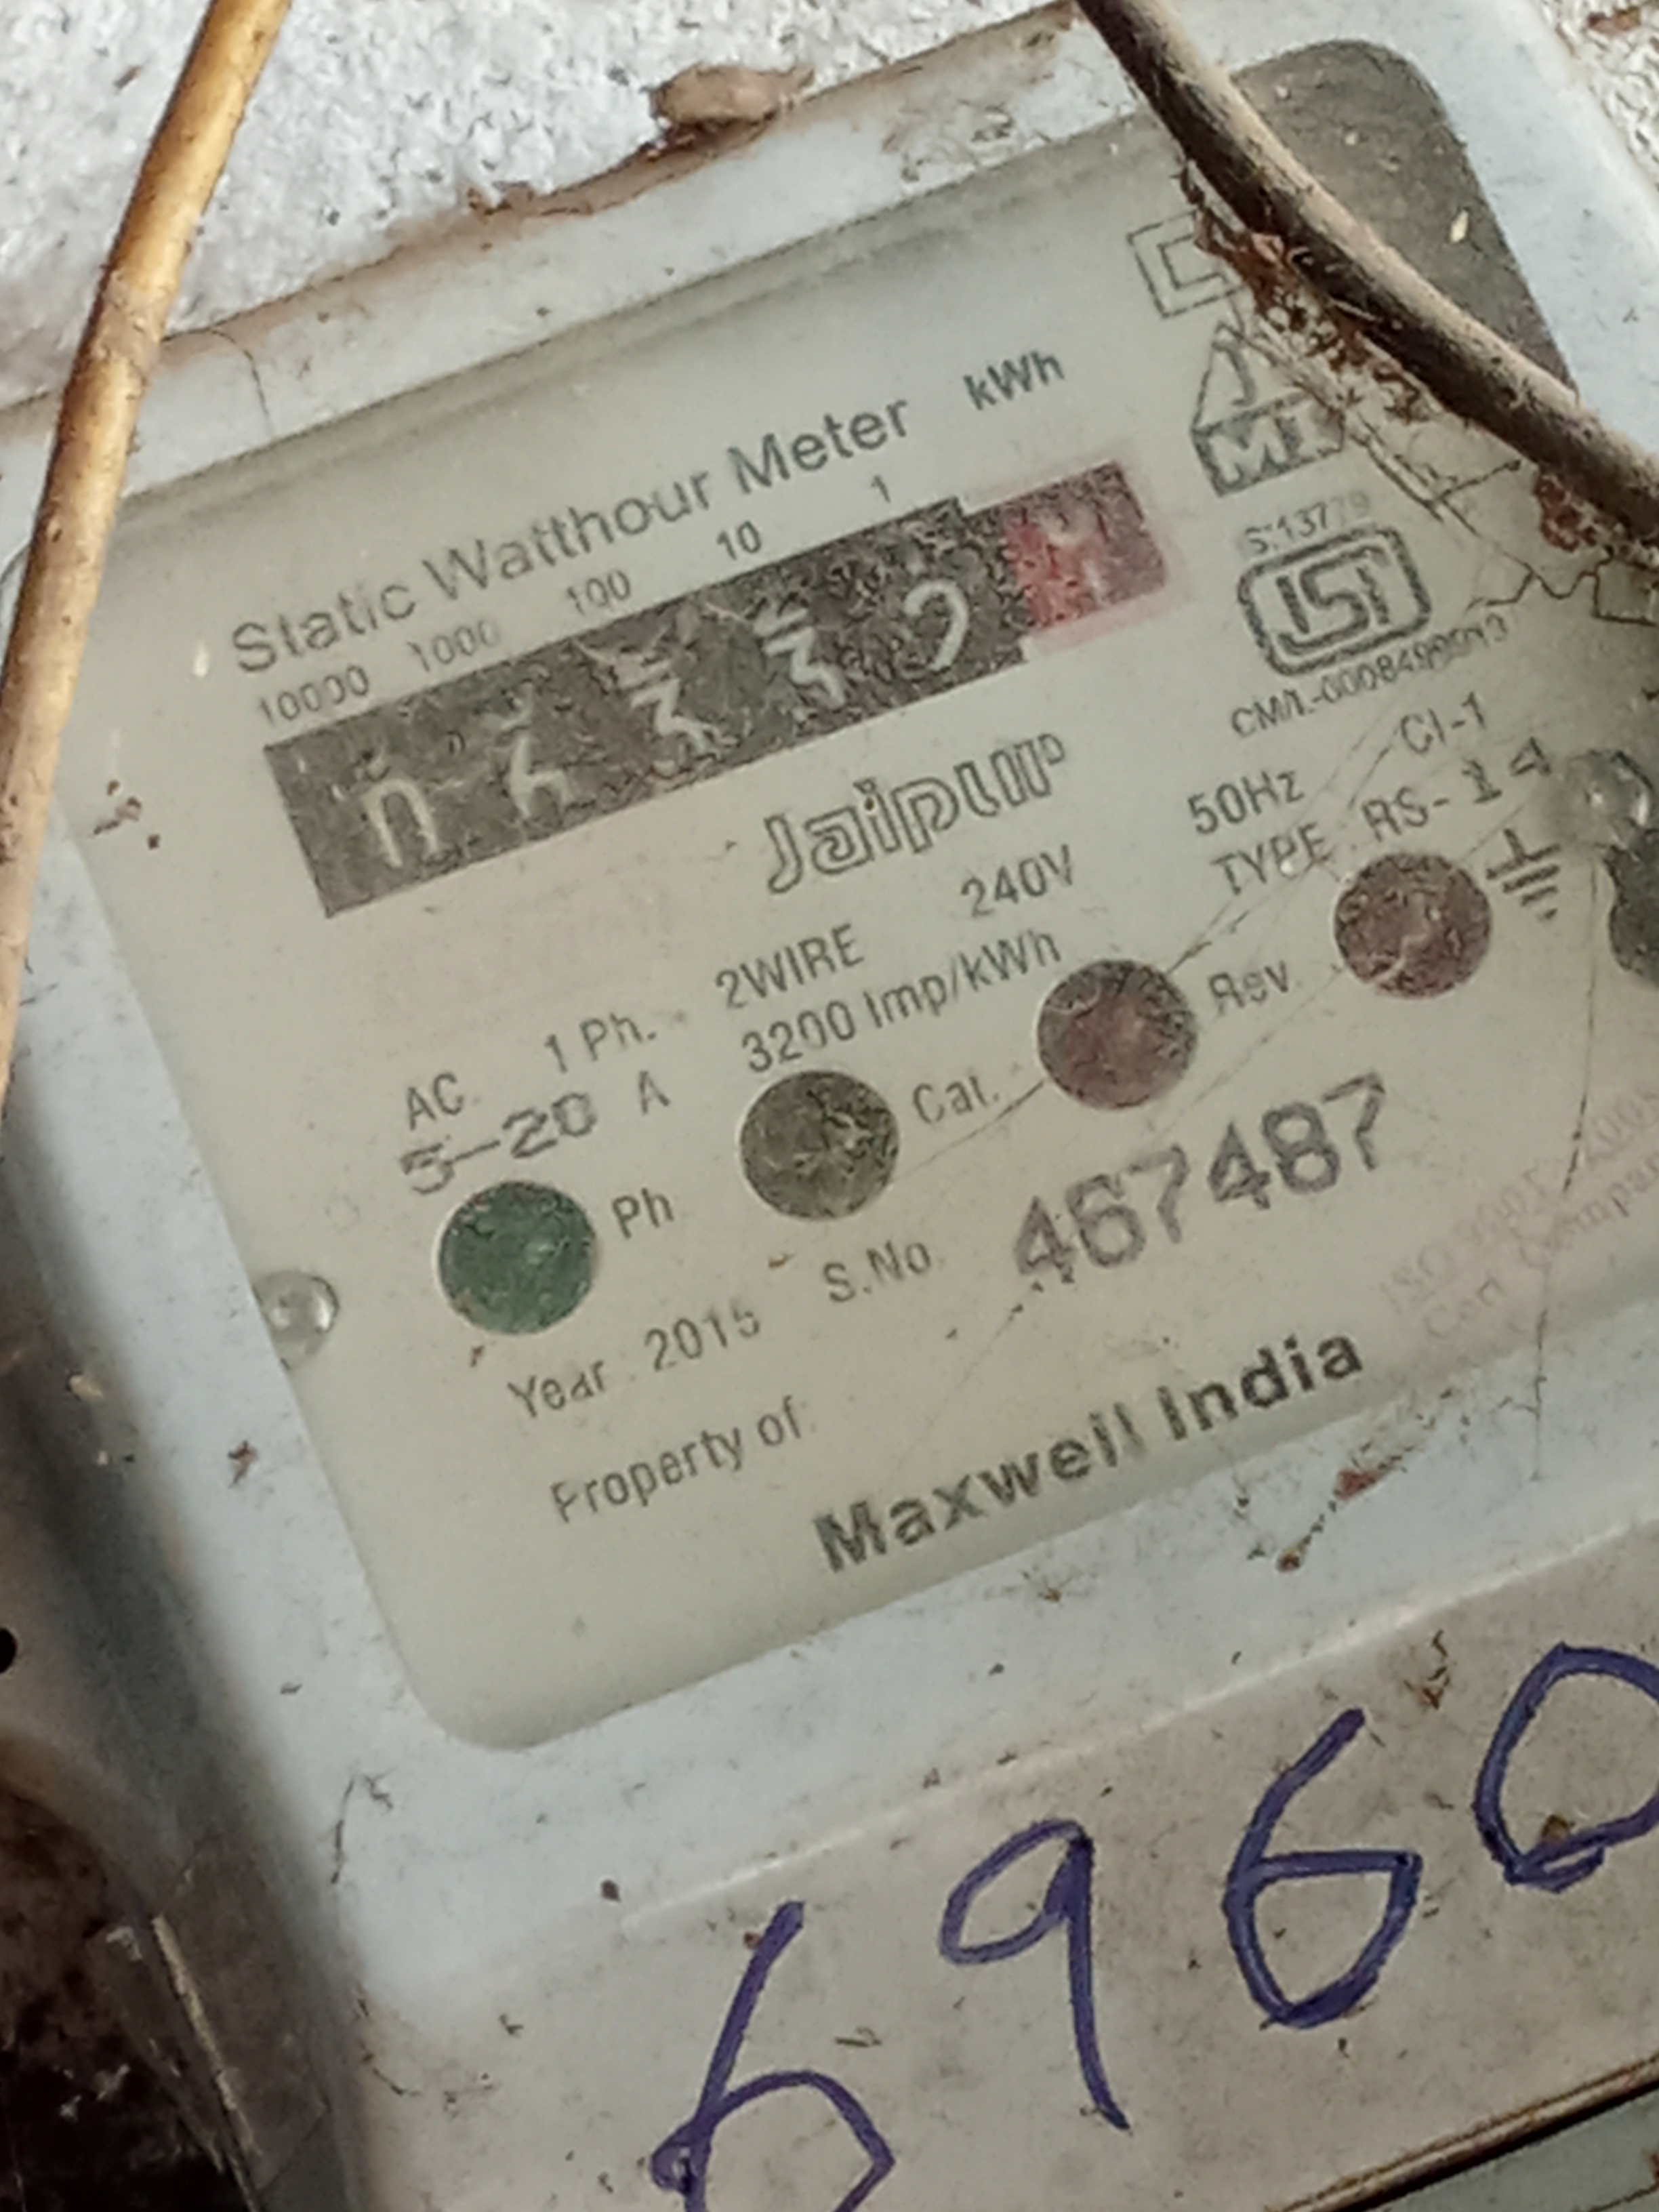 Static Watthour Meter kWh
10000 1000 100 10 1
S:13779
ISI
Jaipur
CI-1
AC. 1 Ph. 2WIRE 240V 50Hz
5-20 A 3200 Imp/kWh TYPE RS-14
Ph Cal. Rev.
Year 2015 S.No. 467487
Property of:
Maxwell India
6960